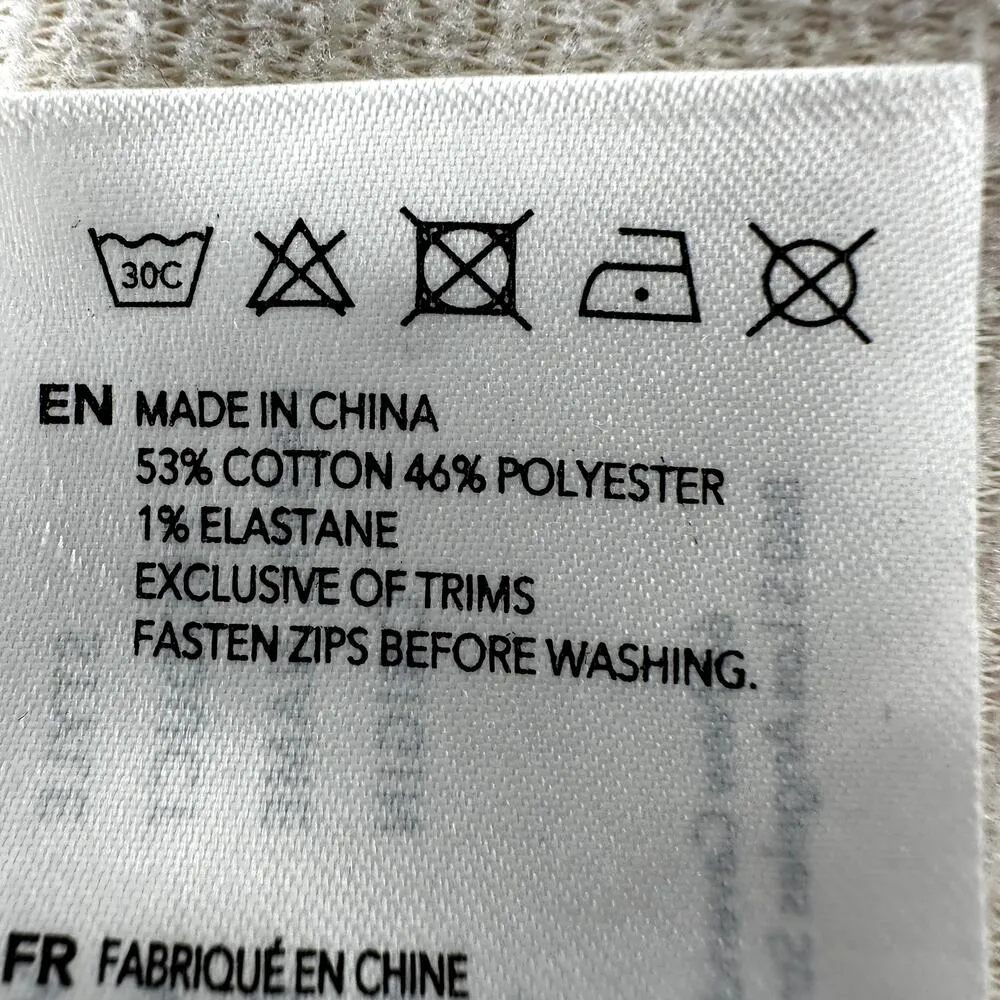 30C
EN MADE IN CHINA
53% COTTON 46% POLYESTER
1% ELASTANE
EXCLUSIVE OF TRIMS
FASTEN ZIPS BEFORE WASHING.
FR FABRIQUÉ EN CHINE